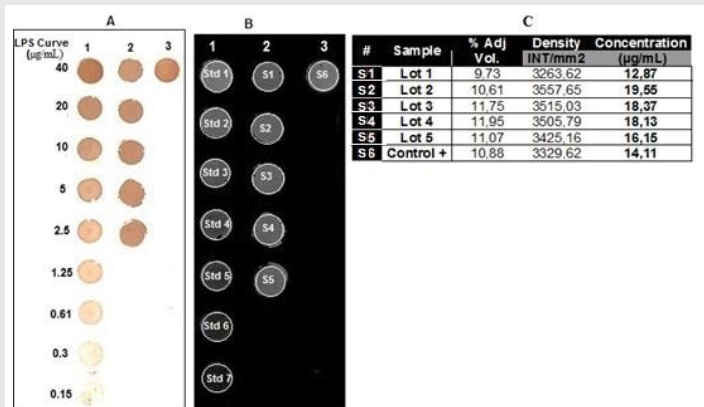 A
LPS Curve
(µg/mL)
1 2 3
40
20
10
5
2.5
1.25
0.61
0.3
0.15
B
1 2 3
Std 1 S1 S6
Std 2 S2
Std 3 S3
Std 4 S4
Std 5 S5
Std 6
Std 7
C
# Sample % Adj Vol. Density INT/mm2 Concentration (µg/mL)
S1 Lot 1 9,73 3263,62 12,87
S2 Lot 2 10,61 3557,65 19,55
S3 Lot 3 11,75 3515,03 18,37
S4 Lot 4 11,95 3505,79 18,13
S5 Lot 5 11,07 3425,16 16,15
S6 Control + 10,88 3329,62 14,11